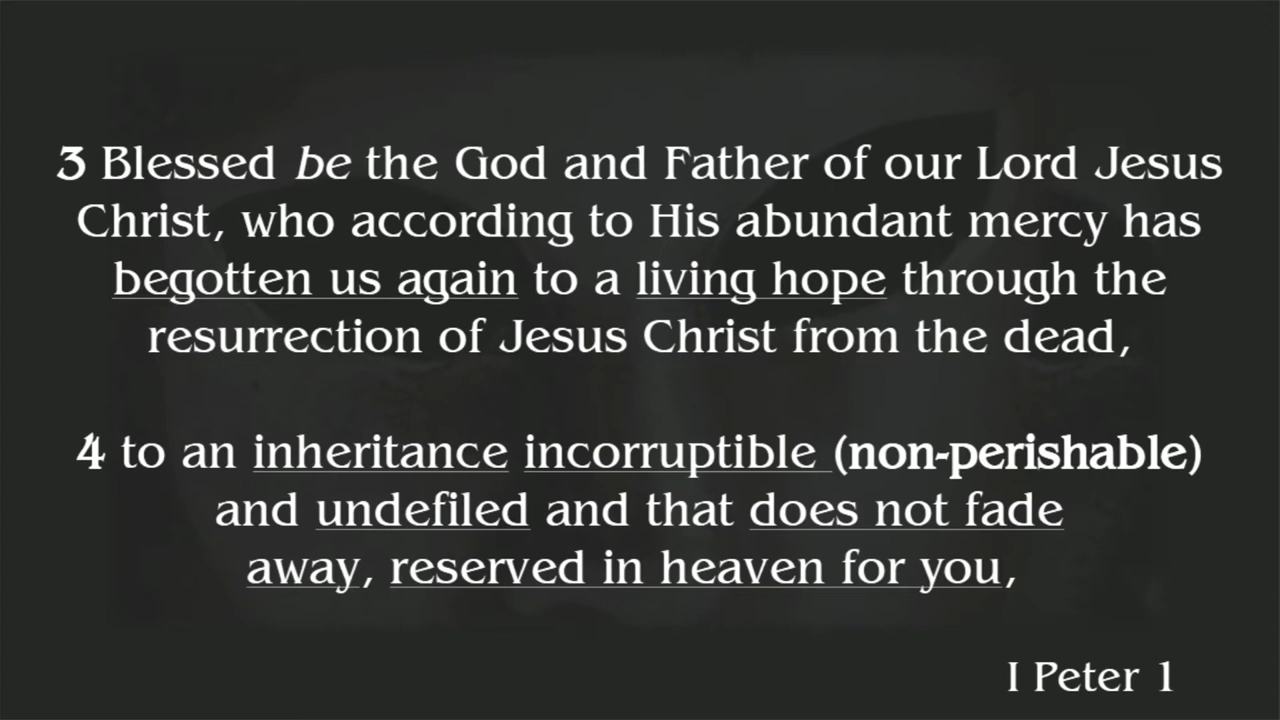 3 Blessed be the God and Father of our Lord Jesus
Christ, who according to His abundant mercy has
begotten us again to a living hope through the
resurrection of Jesus Christ from the dead,
4 to an inheritance incorruptible (non-perishable)
and undefiled and that does not fade
away, reserved in heaven for you,
I Peter 1